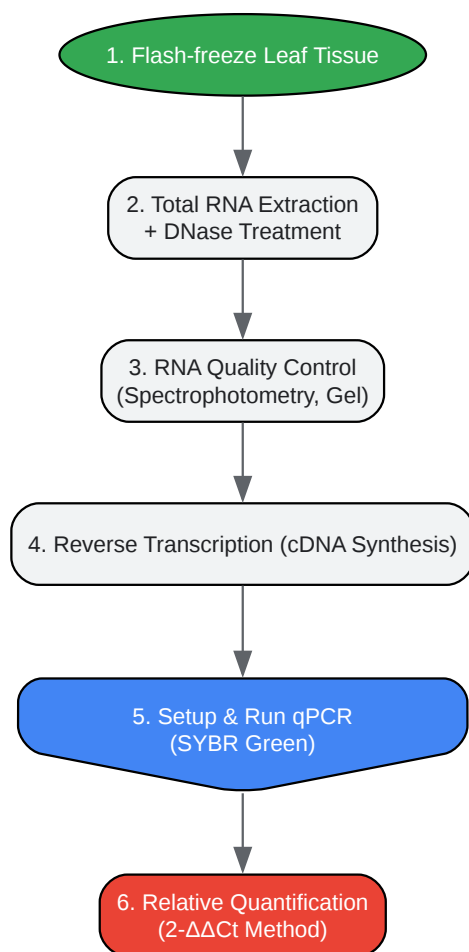 1. Flash-freeze Leaf Tissue
2. Total RNA Extraction
+ DNase Treatment
3. RNA Quality Control
(Spectrophotometry, Gel)
4. Reverse Transcription (cDNA Synthesis)
5. Setup & Run qPCR
(SYBR Green)
6. Relative Quantification
(2-ΔΔCt Method)